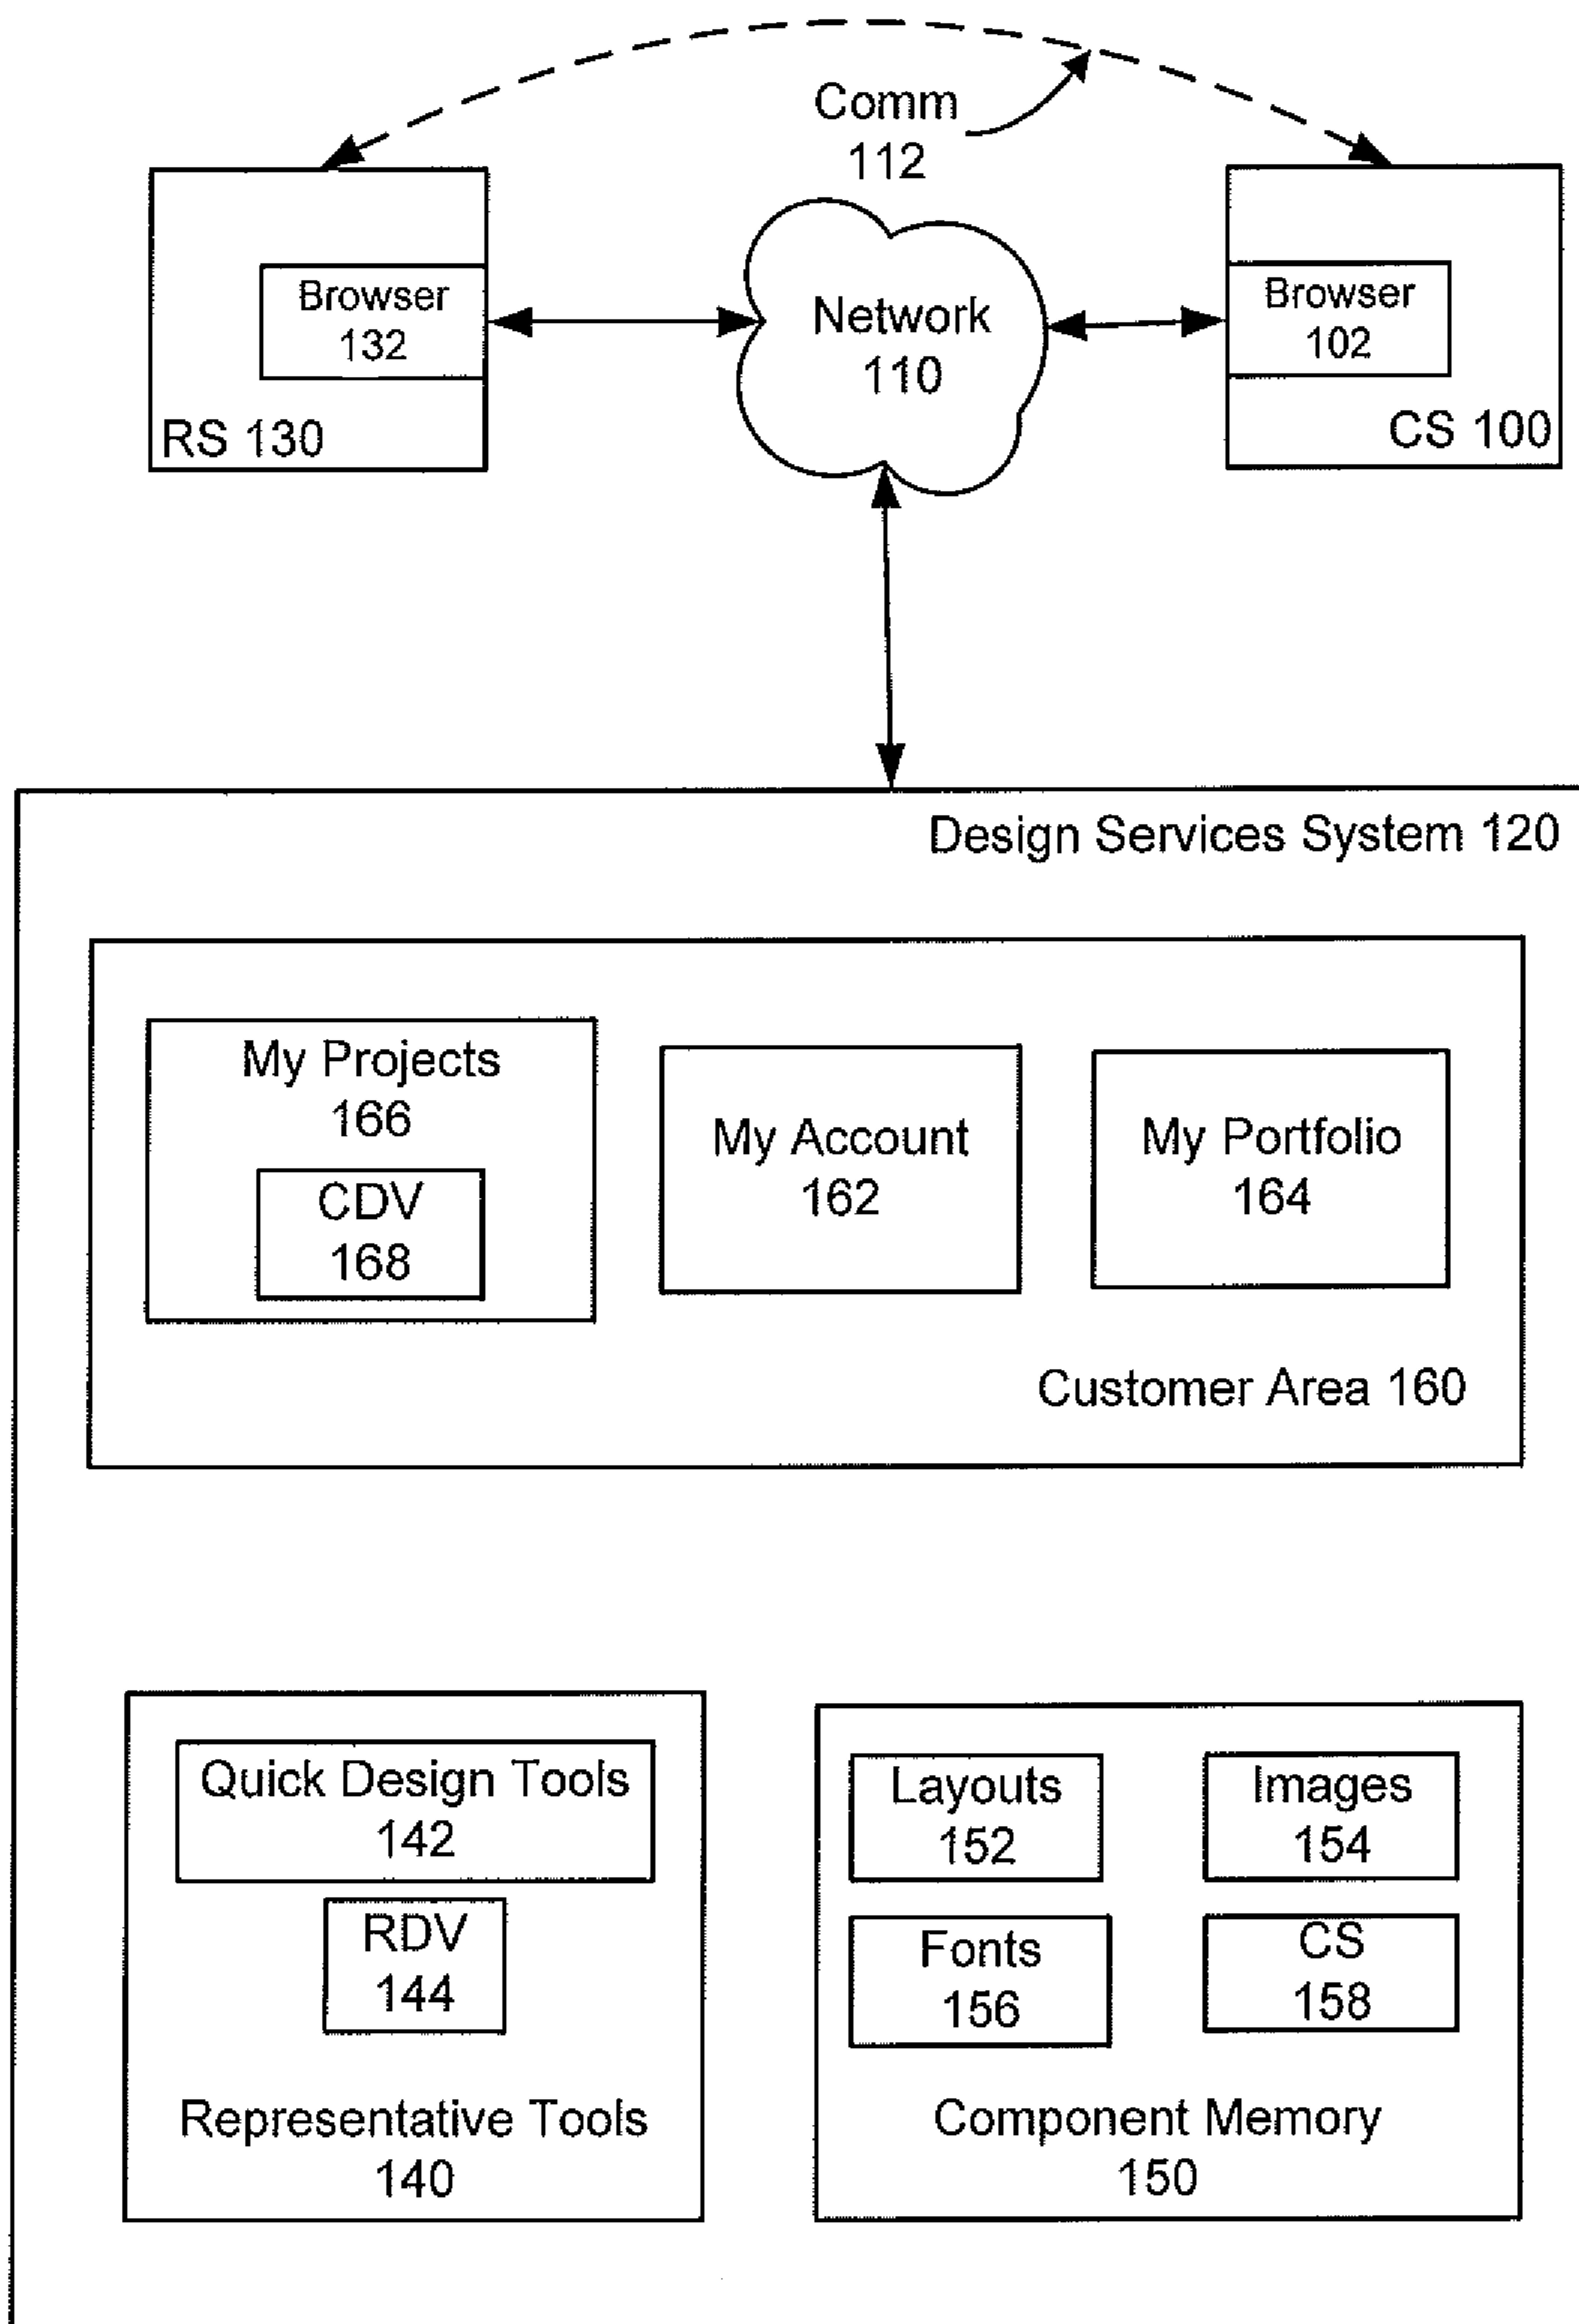 Comm
112
Browser
132
RS 130
Network
110
Browser
102
CS 100
Design Services System 120
My Projects
166
CDV
168
My Account
162
My Portfolio
164
Customer Area 160
Quick Design Tools
142
RDV
144
Representative Tools
140
Layouts
152
Images
154
Fonts
156
CS
158
Component Memory
150